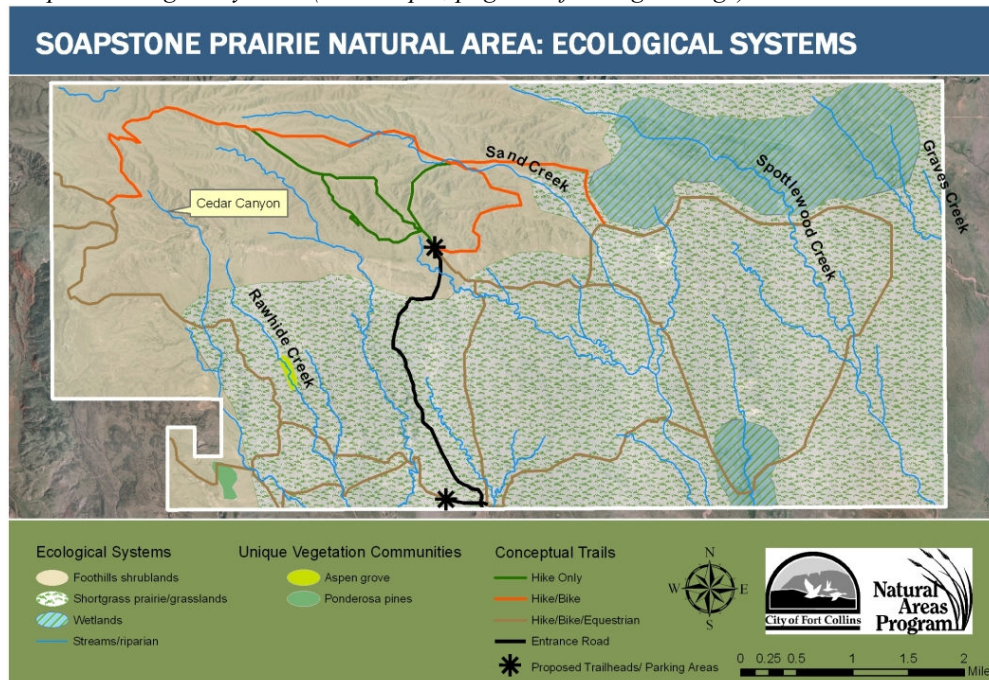 SOAPSTONE PRAIRIE NATURAL AREA: ECOLOGICAL SYSTEMS
Sand Creek
Spottlewood Creek
Graves Creek
Cedar Canyon
Rawhide Creek
Ecological Systems
Foothills shrublands
Shortgrass prairie/grasslands
Wetlands
Streams/riparian
Unique Vegetation Communities
Aspen grove
Ponderosa pines
Conceptual Trails
Hike Only
Hike/Bike
Hike/Bike/Equestrian
Entrance Road
Proposed Trailheads/ Parking Areas
N
W E
S
City of Fort Collins
Natural
Areas
Program
0 0.25 0.5 1 1.5 2
Mile